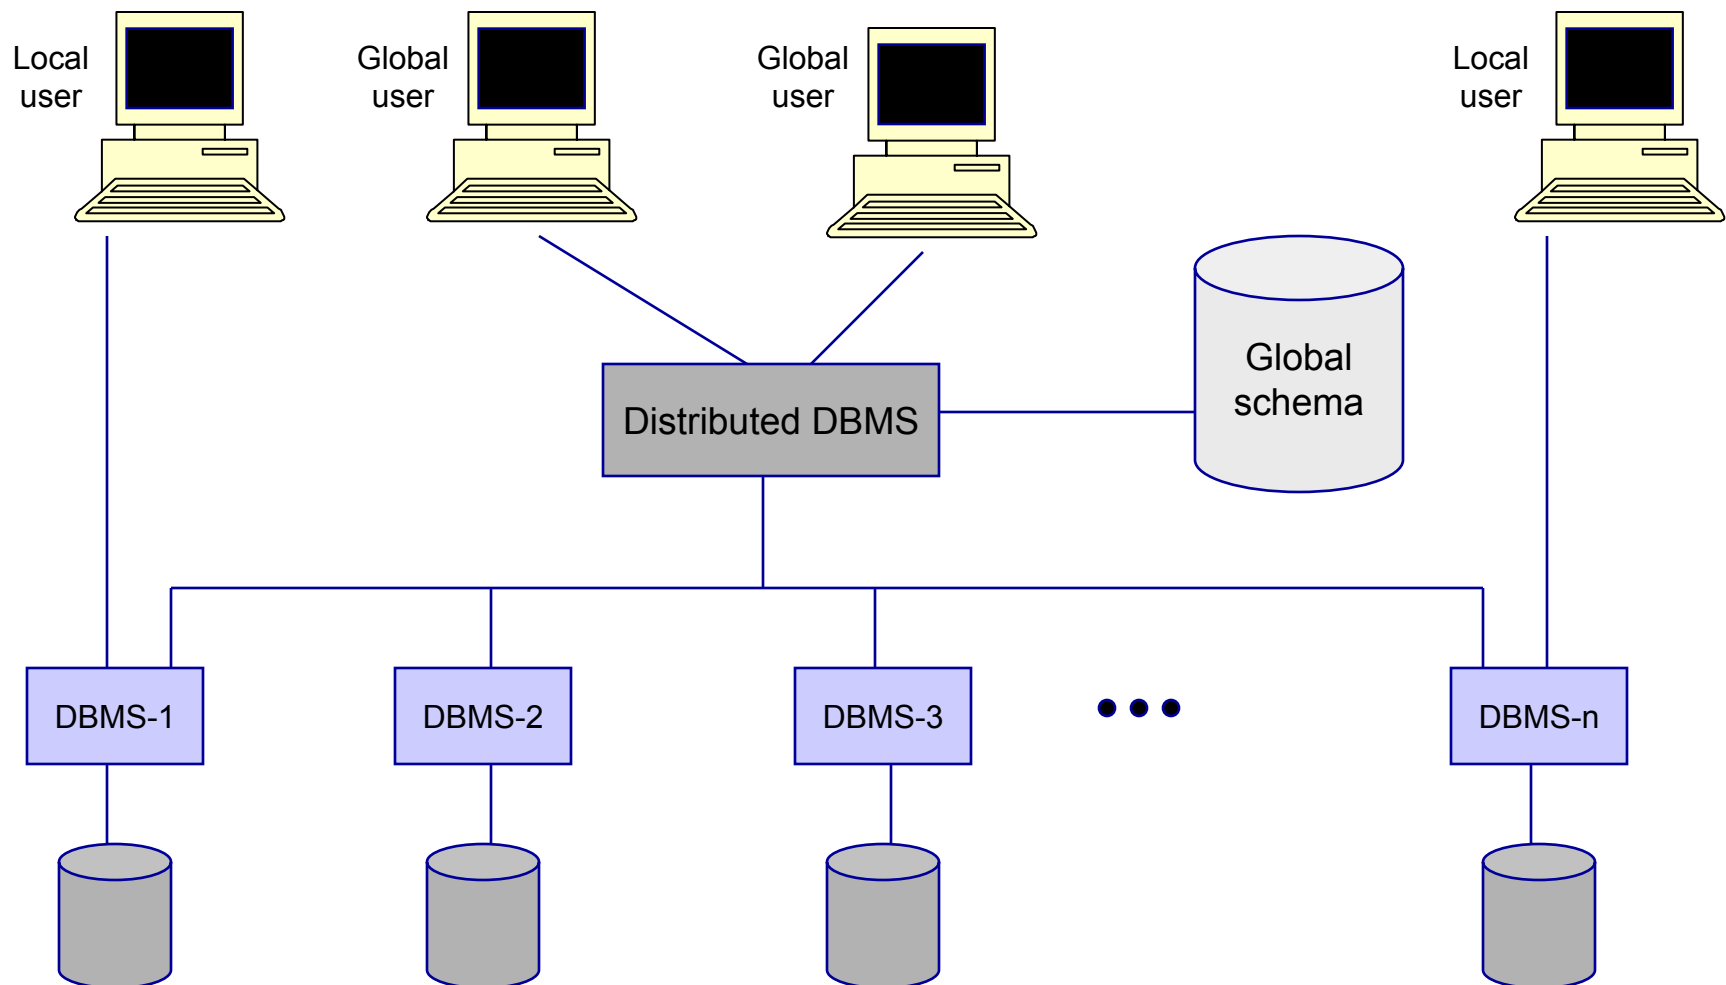 Local
user
Global
user
Global
user
Local
user
Global
schema
Distributed DBMS
DBMS-1
DBMS-2
DBMS-3
DBMS-n